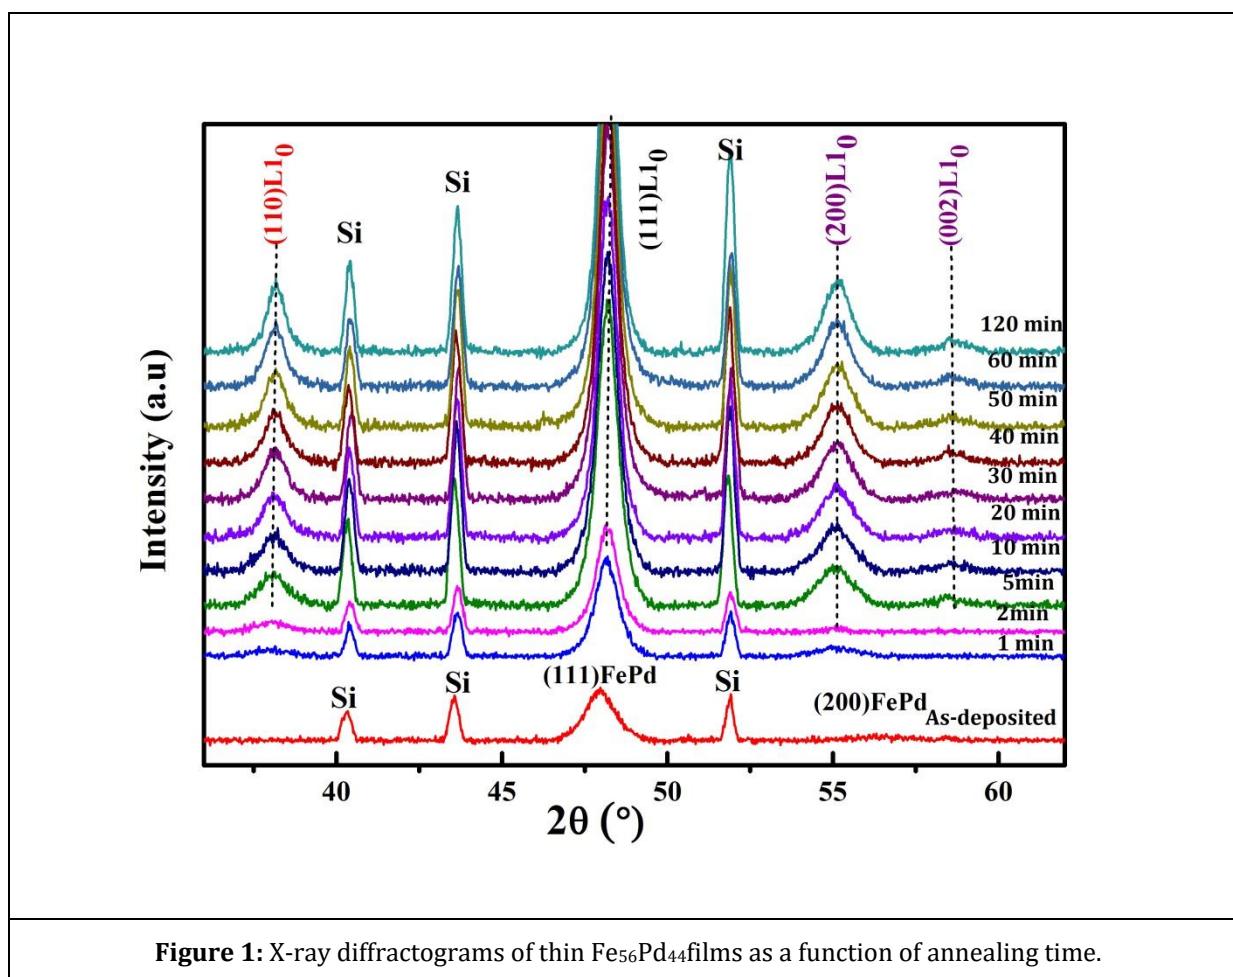 (110)L1₀
Si
Si
(111)L1₀
Si
(200)L1₀
(002)L1₀
120 min
60 min
50 min
40 min
30 min
20 min
10 min
5min
2min
1 min
Si
Si
(111)FePd
Si
(200)FePd
As-deposited
Intensity (a.u)
40
45
50
55
60
2θ (°)
Figure 1: X-ray diffractograms of thin Fe₅₆Pd₄₄films as a function of annealing time.